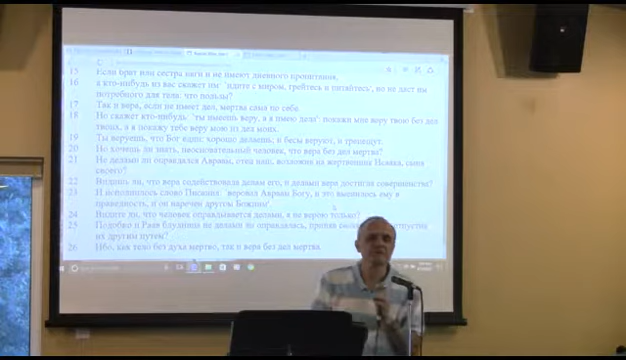 15 Если брат или сестра наги и не имеют дневного пропитания,
16 а кто-нибудь из вас скажет им 'идите с миром, грейтесь и питайтесь', но не даст им
потребного для тела: что пользы?
17 Так и вера, если не имеет дел, мертва сама по себе.
18 Но скажет кто-нибудь: 'ты имеешь веру, а я имею дела': покажи мне веру твою без дел
твоих, а я покажу тебе веру мою из дел моих.
19 Ты веруешь, что Бог един: хорошо делаешь; и бесы веруют, и трепещут.
20 Но хочешь ли знать, неосновательный человек, что вера без дел мертва?
21 Не делами ли оправдался Авраам, отец наш, возложив на жертвенник Исаака, сына
своего?
22 Видишь ли, что вера содействовала делам его, и делами вера достигла совершенства?
23 И исполнилось слово Писания: 'веровал Авраам Богу, и это вменилось ему в
праведность, и он наречен другом Божиим'.
24 Видите ли, что человек оправдывается делами, а не верою только?
25 Подобно и Раав блудница не делами ли оправдалась, приняв отпустив
их другим путем?
26 Ибо, как тело без духа мертво, так и вера без дел мертва.